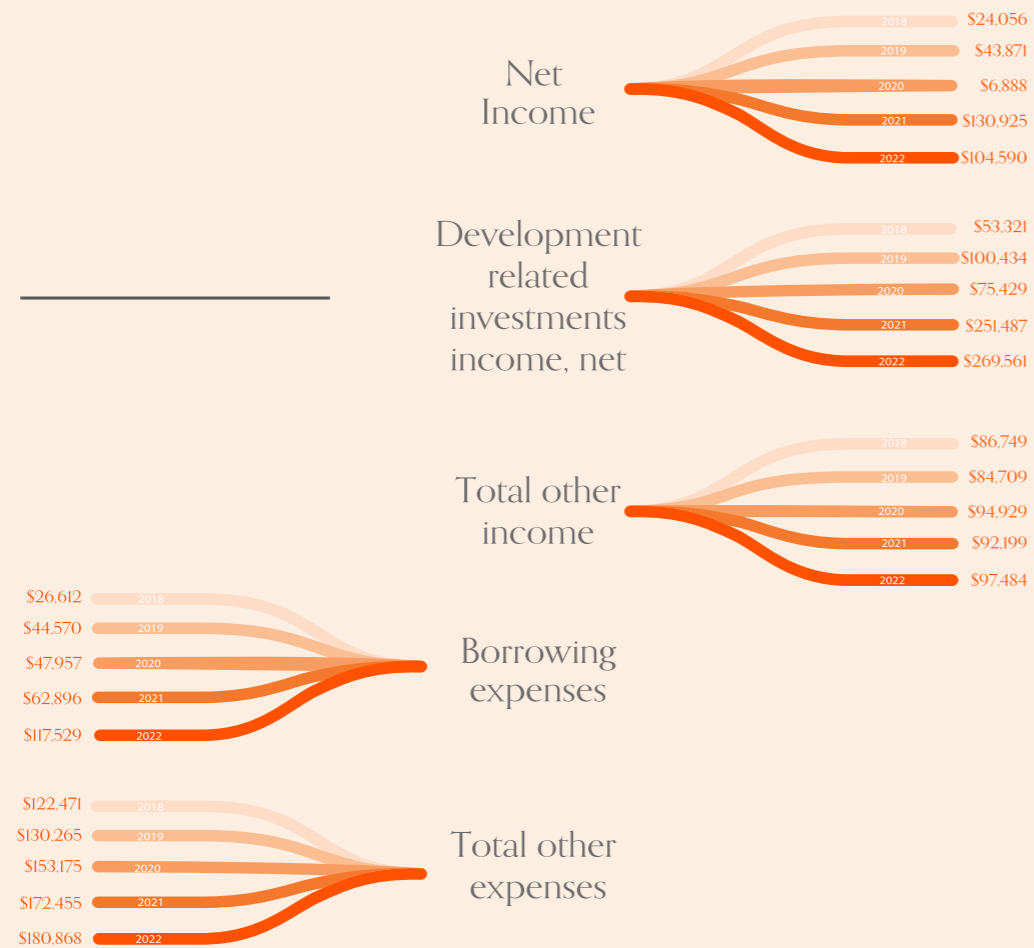 Net
Income
2018 $24.056
2019 $43.871
2020 $6.888
2021 $130.925
2022 $104.590
Development
related
investments
income, net
2018 $53.321
2019 $100.434
2020 $75.429
2021 $251.487
2022 $269.561
Total other
income
2018 $86.749
2019 $84.709
2020 $94.929
2021 $92.199
2022 $97.484
Borrowing
expenses
$26.612 2018
$44.570 2019
$47.957 2020
$62.896 2021
$117.529 2022
Total other
expenses
$122.471 2018
$130.265 2019
$153.175 2020
$172.455 2021
$180.868 2022